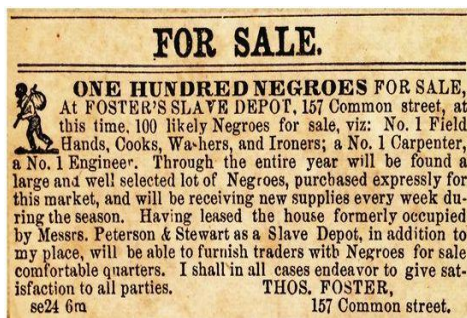 FOR SALE.
ONE HUNDRED NEGROES FOR SALE,
At FOSTER'S SLAVE DEPOT, 157 Common street, at
this time, 100 likely Negroes for sale, viz: No. 1 Field
Hands, Cooks, Washers, and Ironers; a No. 1 Carpenter,
a No. 1 Engineer. Through the entire year will be found a
large and well selected lot of Negroes, purchased expressly for
this market, and will be receiving new supplies every week du-
ring the season. Having leased the house formerly occupied
by Messrs. Peterson & Stewart as a Slave Depot, in addition to
my place, will be able to furnish traders with Negroes for sale
comfortable quarters. I shall in all cases endeavor to give sat-
isfaction to all parties. THOS. FOSTER,
se24 6m 157 Common street.